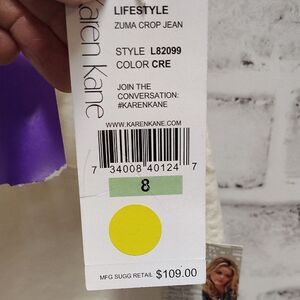 Karen Kane
LIFESTYLE
ZUMA CROP JEAN
STYLE L82099
COLOR CRE
JOIN THE
CONVERSATION:
#KARENKANE
WWW.KARENKANE.COM
7 34008 40124 7
8
MFG SUGG RETAIL $109.00